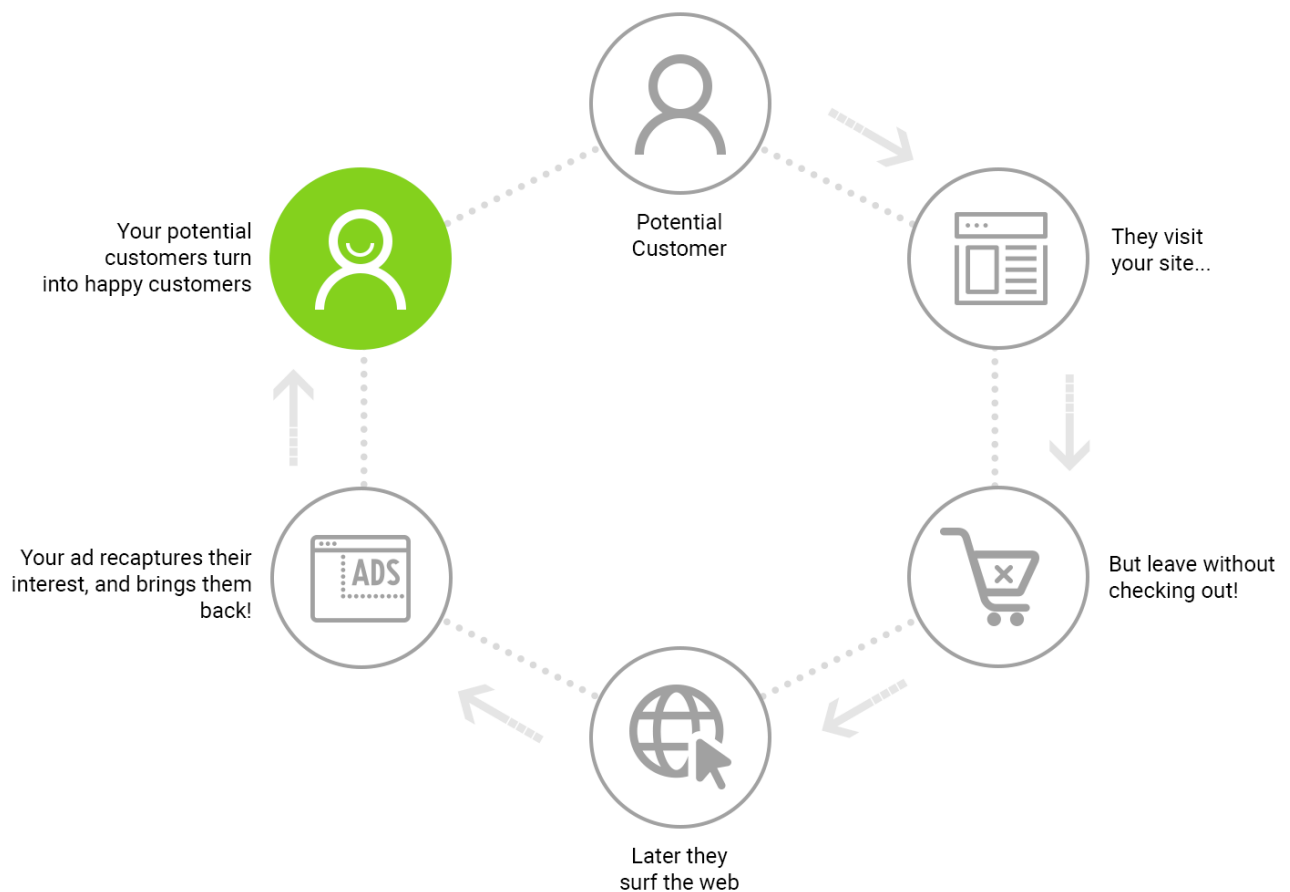 Potential
Customer
They visit
your site...
But leave without
checking out!
Later they
surf the web
Your ad recaptures their
interest, and brings them
back!
ADS
Your potential
customers turn
into happy customers